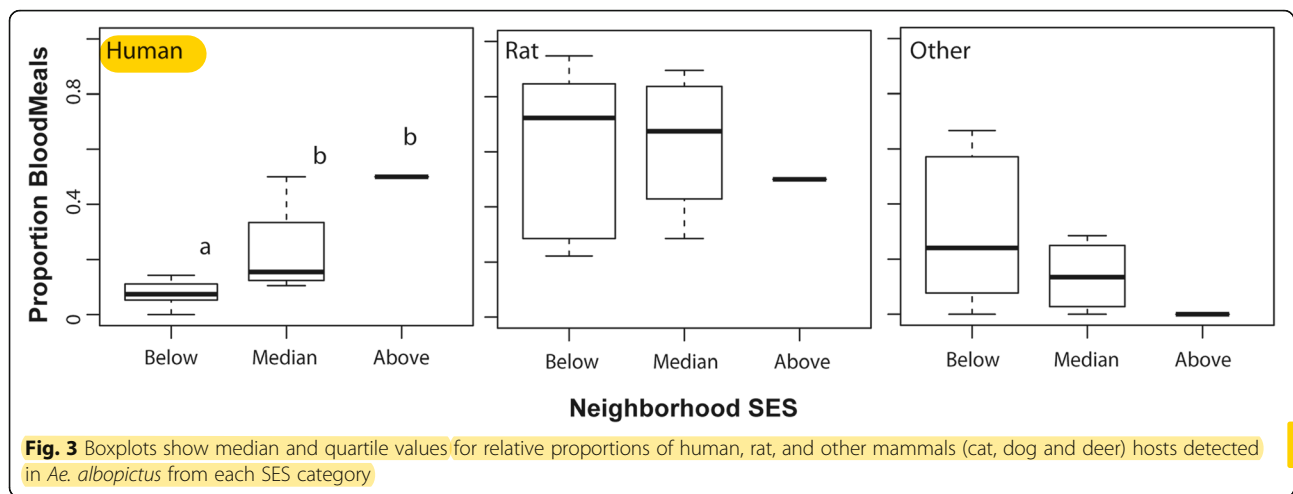 Human
Rat
Other
Proportion BloodMeals
0.8
0.4
0
a
b
b
Below Median Above
Below Median Above
Below Median Above
Neighborhood SES
Fig. 3 Boxplots show median and quartile values for relative proportions of human, rat, and other mammals (cat, dog and deer) hosts detected
in Ae. albopictus from each SES category